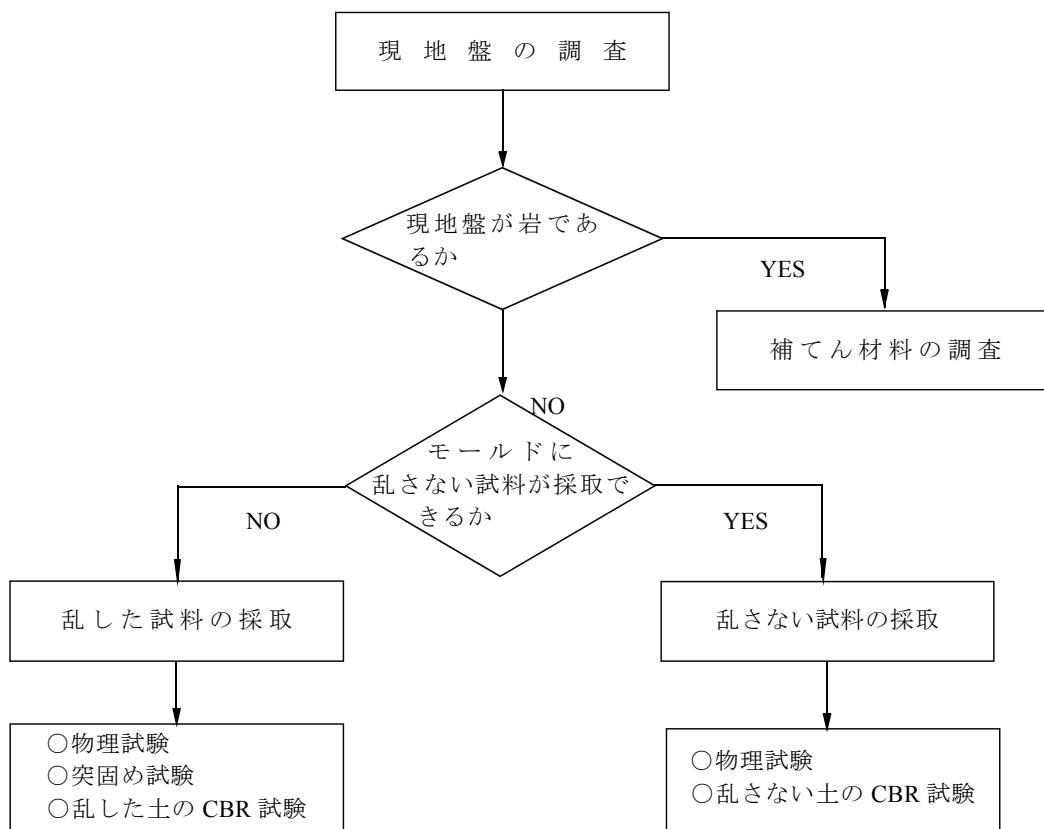 現地盤の調査
現地盤が岩であ
るか
YES
補てん材料の調査
NO
モールドに
乱さない試料が採取で
きるか
NO
YES
乱した試料の採取
乱さない試料の採取
○物理試験
○突固め試験
○乱した土の CBR 試験
○物理試験
○乱さない土の CBR 試験